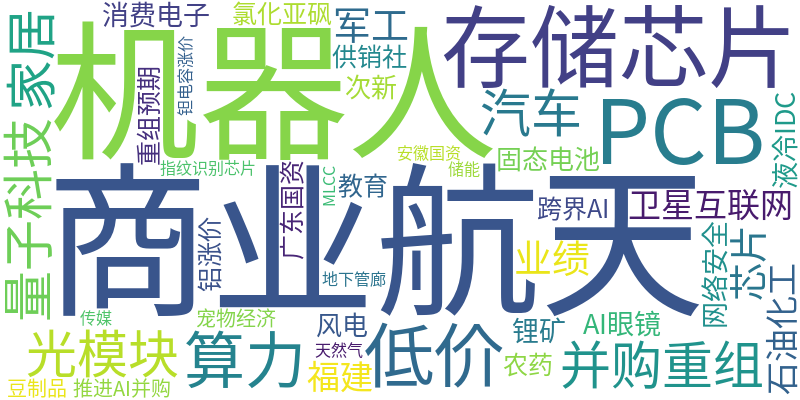 消费电子
氯化亚砜
军工
存储芯片
家居
机器人
钽电容涨价
供销社
次新
重组预期
汽车
PCB
液冷IDC
量子科技
指纹识别芯片
安徽国资
储能
固态电池
广东国资
MLCC
教育
跨界AI
卫星互联网
商业航天
铝涨价
业绩
网络安全
芯片
石油化工
地下管廊
传媒
宠物经济
风电
锂矿
AI眼镜
光模块
算力
天然气
低价
农药
并购重组
豆制品
推进AI并购
福建